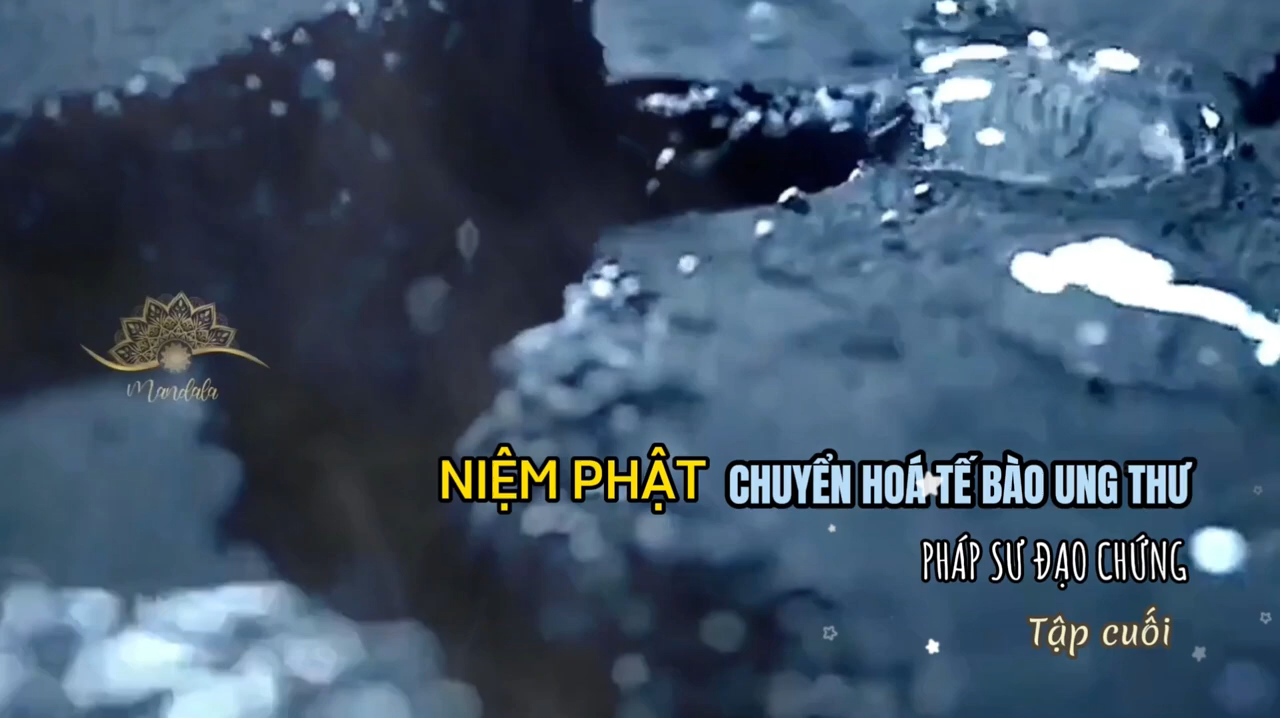 Mandala
NIỆM PHẬT CHUYỂN HOÁ TẾ BÀO UNG THƯ
PHÁP SƯ ĐẠO CHỨNG
Tập cuối